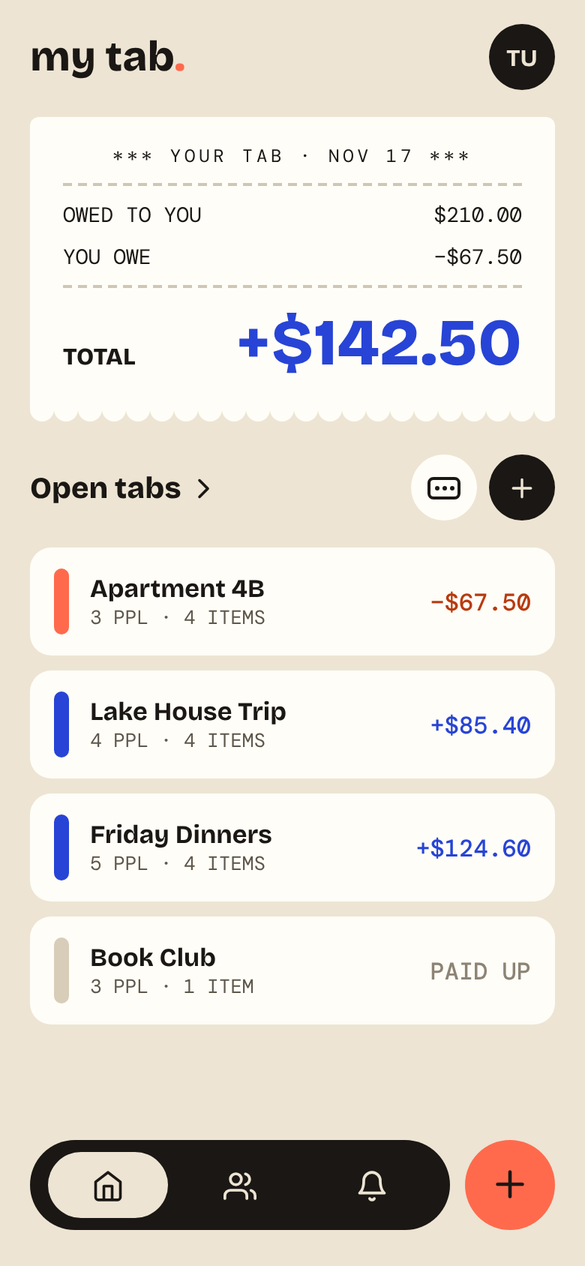 my tab.
TU
*** YOUR TAB · NOV 17 ***
OWED TO YOU $210.00
YOU OWE −$67.50
TOTAL +$142.50
Open tabs
Apartment 4B
3 PPL · 4 ITEMS
−$67.50
Lake House Trip
4 PPL · 4 ITEMS
+$85.40
Friday Dinners
5 PPL · 4 ITEMS
+$124.60
Book Club
3 PPL · 1 ITEM
PAID UP